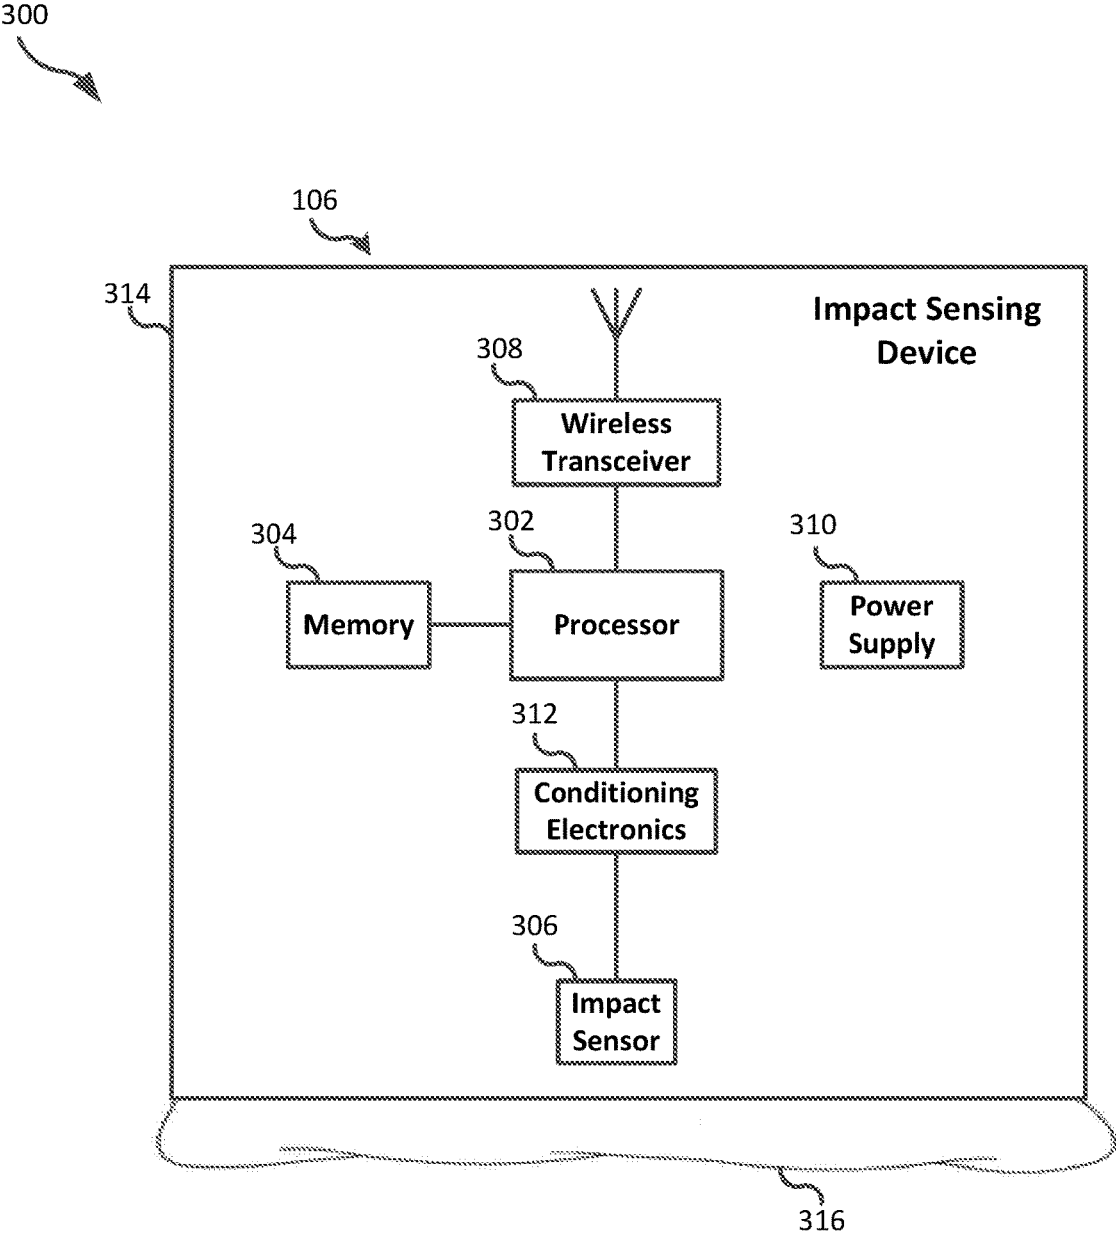 300
106
314
Impact Sensing
Device
308
Wireless
Transceiver
304
302
310
Memory
Processor
Power
Supply
312
Conditioning
Electronics
306
Impact
Sensor
316